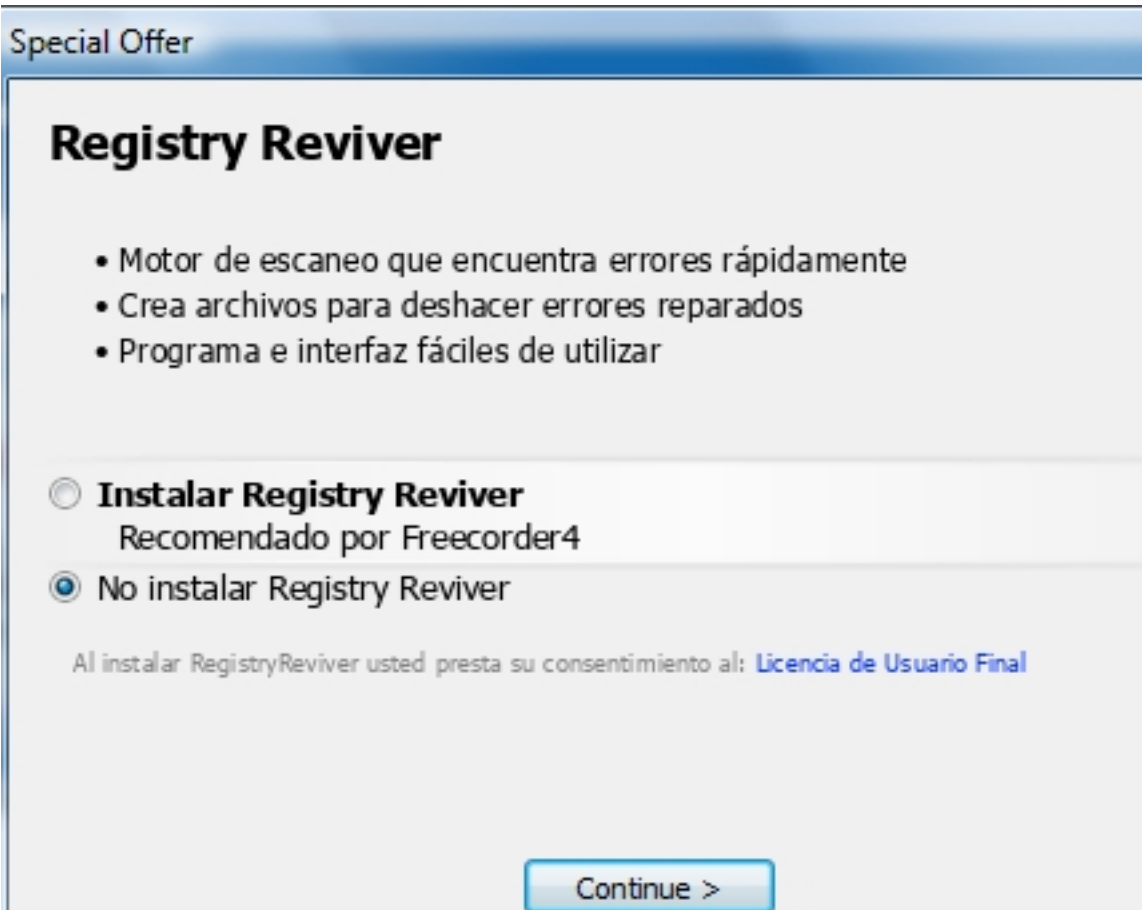 Special Offer
Registry Reviver
• Motor de escaneo que encuentra errores rápidamente
• Crea archivos para deshacer errores reparados
• Programa e interfaz fáciles de utilizar
Instalar Registry Reviver
Recomendado por Freecorder4
No instalar Registry Reviver
Al instalar RegistryReviver usted presta su consentimiento al: Licencia de Usuario Final
Continue >